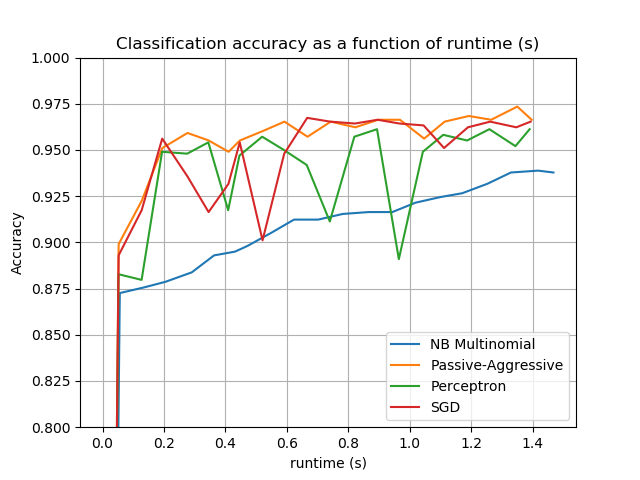 Classification accuracy as a function of runtime (s)
1.000
0.975
0.950
0.925
0.900
0.875
0.850
0.825
0.800
Accuracy
NB Multinomial
Passive-Aggressive
Perceptron
SGD
0.0 0.2 0.4 0.6 0.8 1.0 1.2 1.4
runtime (s)